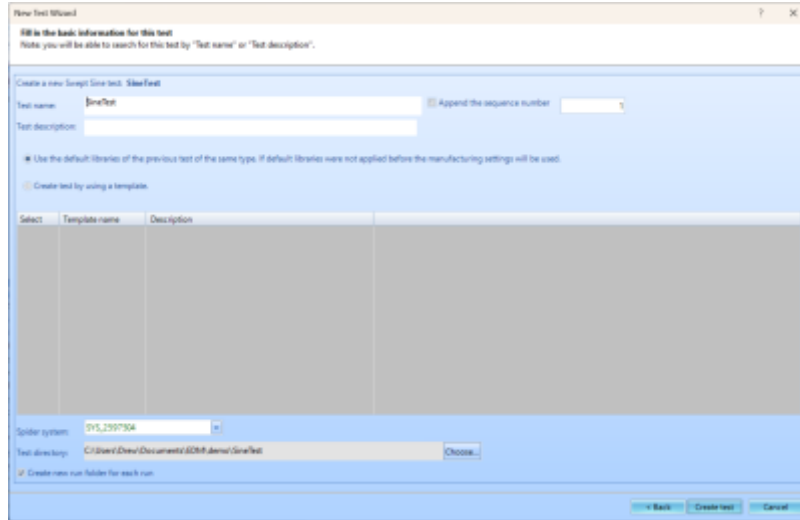 New Test Wizard
Fill in the basic information for this test
Note: you will be able to search for this test by "Test name" or "Test description".
Create a new Swept Sine test: SineTest
Test name: SineTest Append the sequence number 1
Test description:
Use the default libraries of the previous test of the same type. If default libraries were not applied before the manufacturing settings will be used.
Create test by using a template.
Select Template name Description
Spider system: SYS_2597504
Test directory: C:\Users\Drew\Documents\EDM\demo\SineTest Choose...
Create new run folder for each run
< Back Create test Cancel